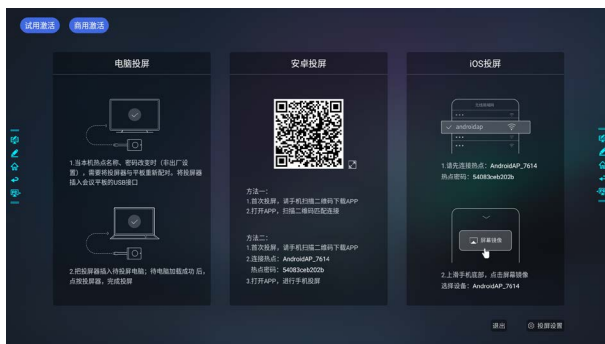 试用激活
商用激活
电脑投屏
1.当本机热点名称、密码改变时（非出厂设
置），需要将投屏器与平板重新配对。将投屏器
插入会议平板的USB接口
2.把投屏器插入待投屏电脑；待电脑加载成功 后，
点按投屏器，完成投屏
安卓投屏
方法一：
1.首次投屏，请手机扫描二维码下载APP
2.打开APP，扫描二维码匹配连接
方法二：
1.首次投屏，请手机扫描二维码下载APP
2.连接热点：AndroidAP_7614
热点密码：54083ceb202b
3.打开APP，进行手机投屏
iOS投屏
androidap
1.请先连接热点：AndroidAP_7614
热点密码：54083ceb202b
屏幕镜像
2.上滑手机底部，点击屏幕镜像
选择设备：AndroidAP_7614
退出
投屏设置